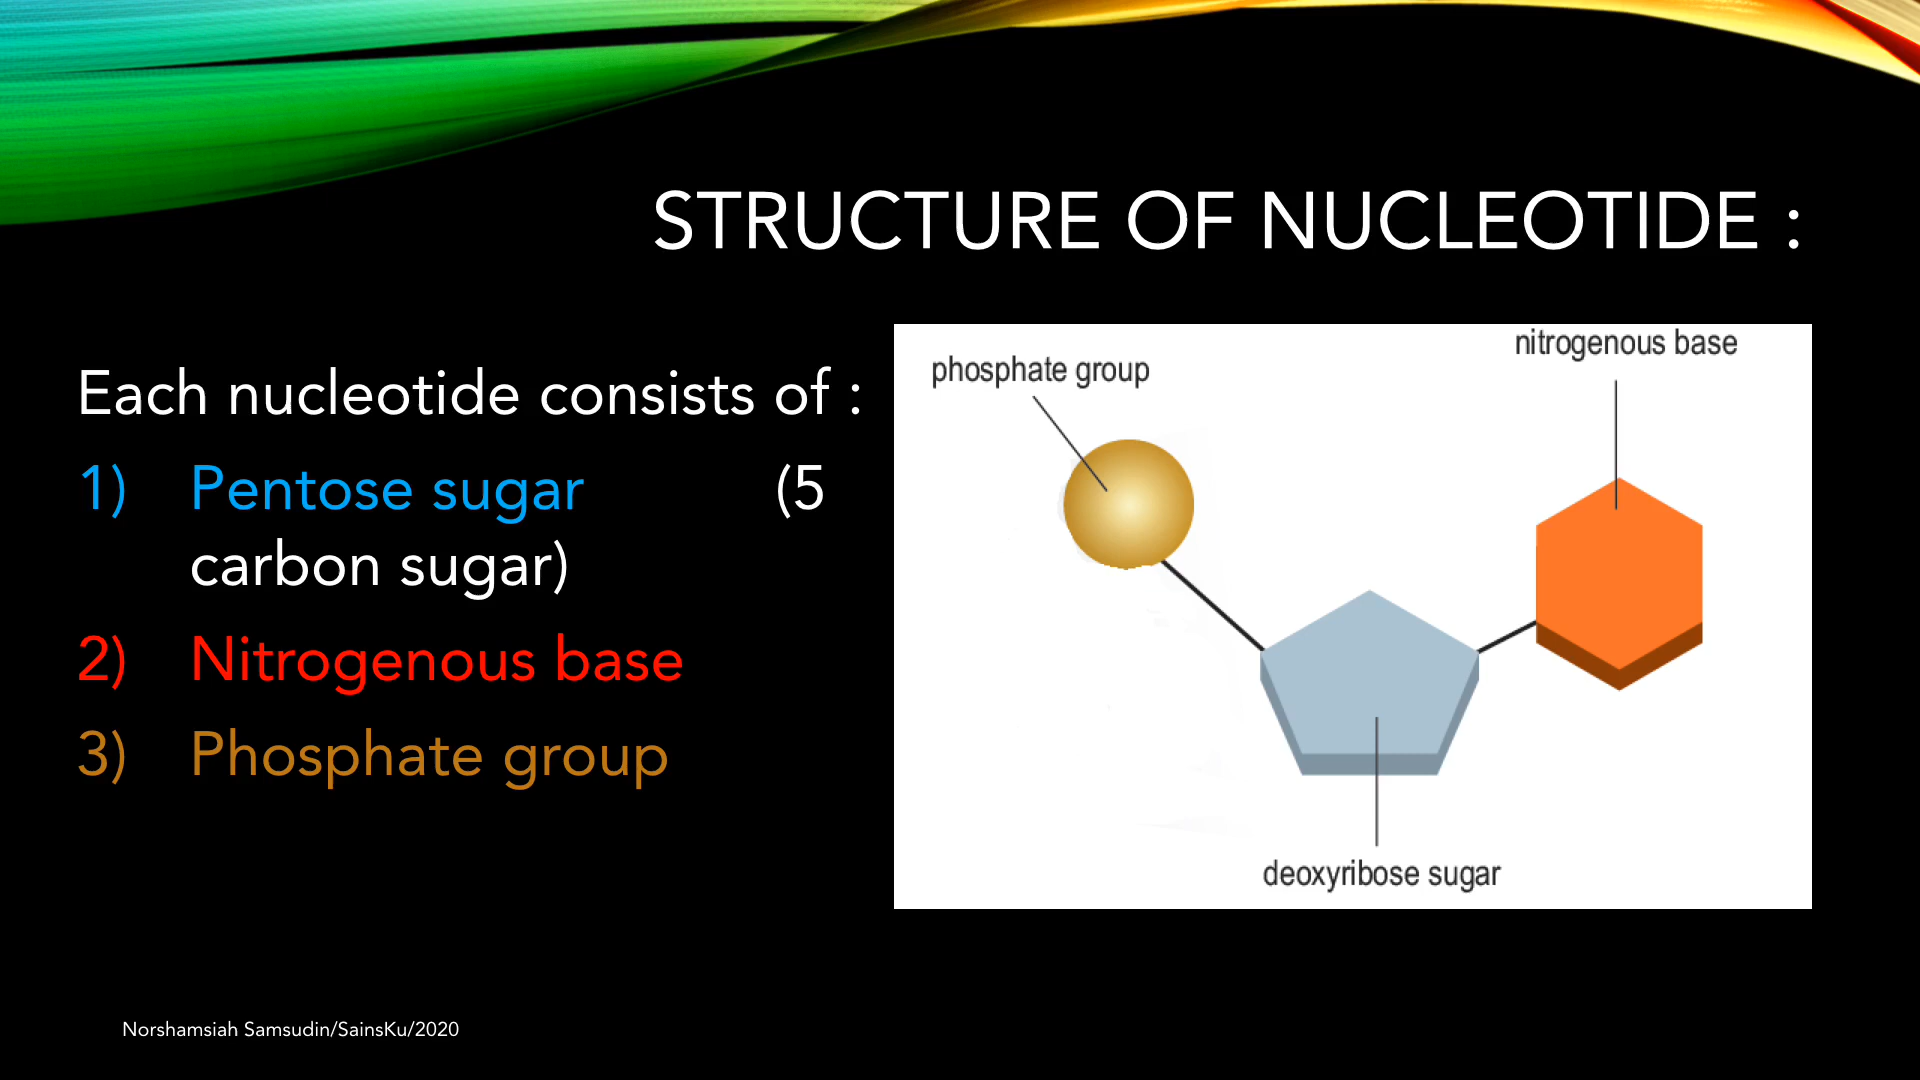 STRUCTURE OF NUCLEOTIDE :
Each nucleotide consists of :
1) Pentose sugar (5
carbon sugar)
2) Nitrogenous base
3) Phosphate group
phosphate group
nitrogenous base
deoxyribose sugar
Norshamsiah Samsudin/SainsKu/2020